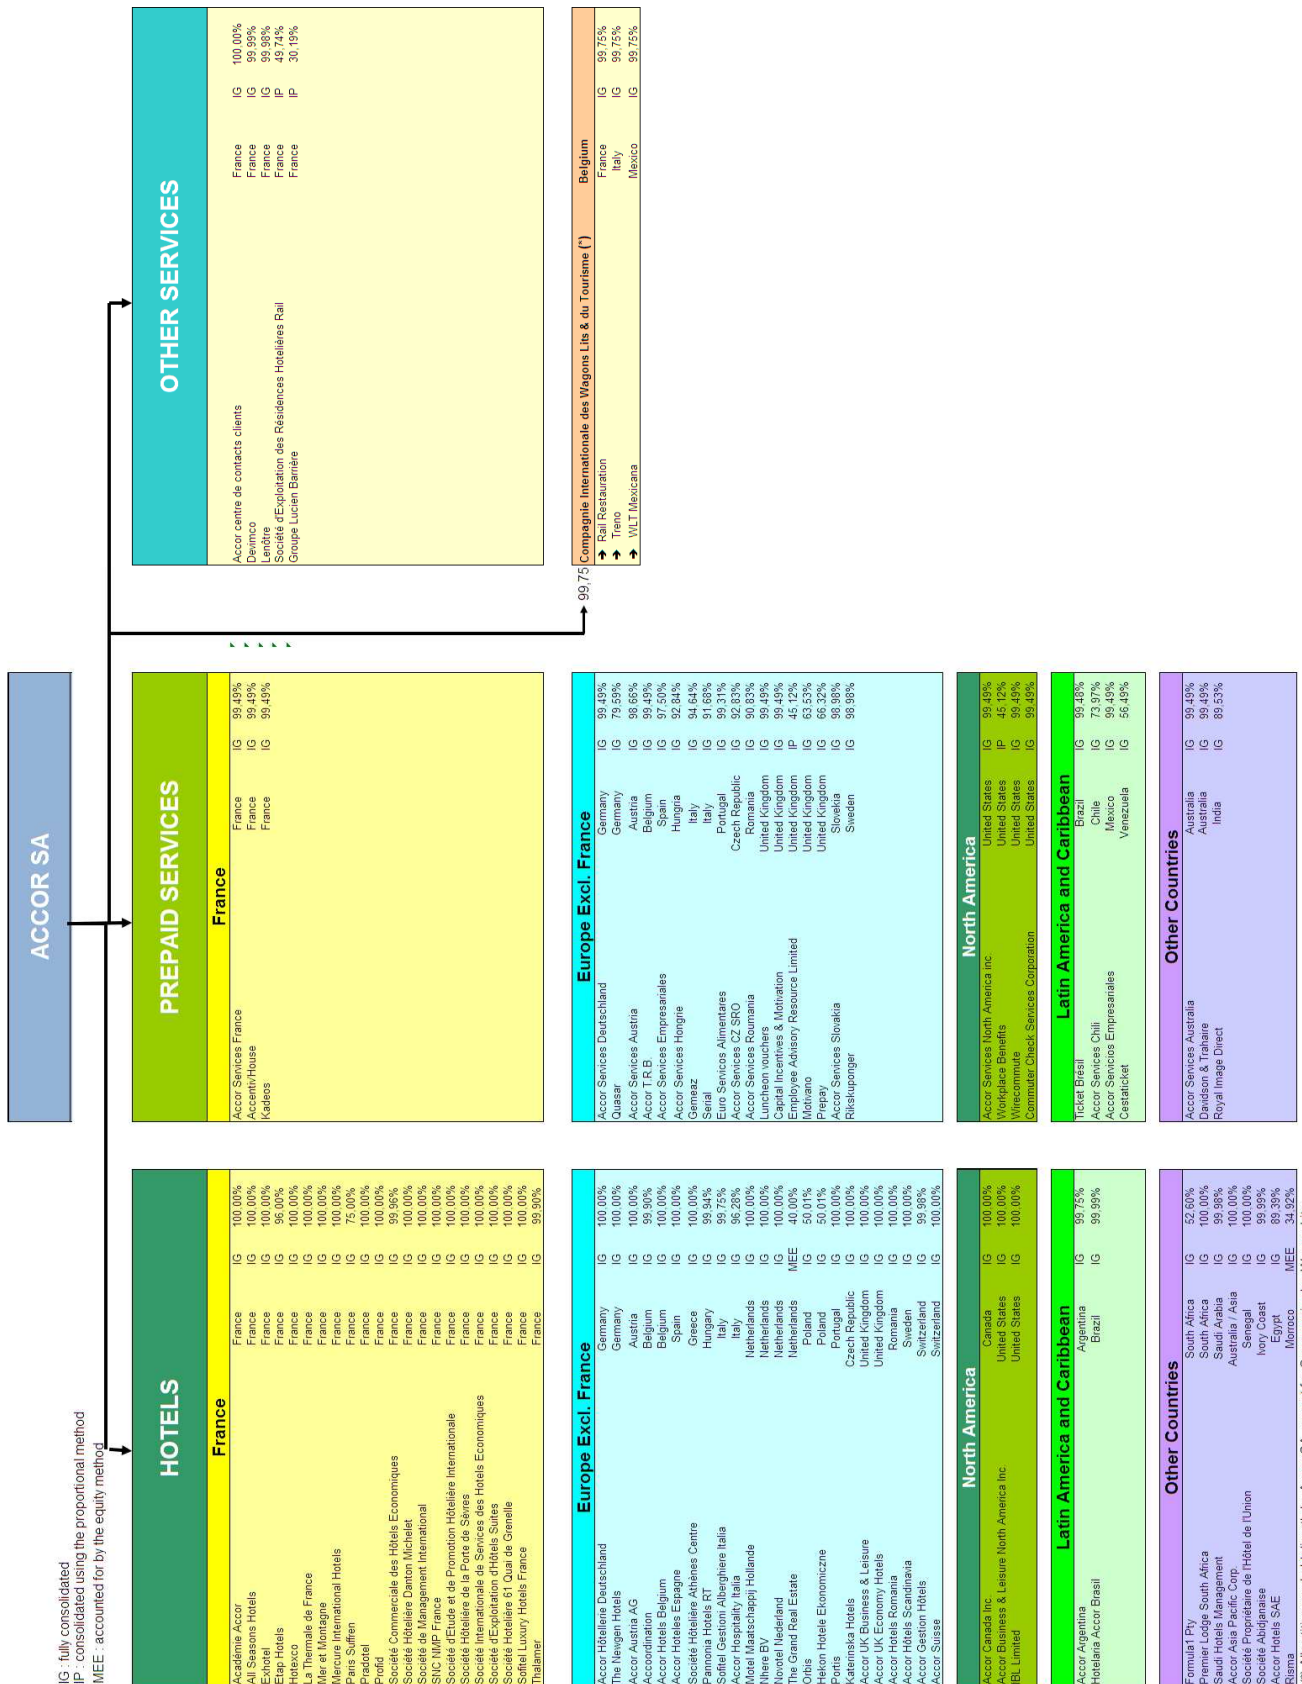 ACCOR SA
IG : fully consolidated
IP : consolidated using the proportional method
MEE : accounted for by the equity method
HOTELS
France
Académie Accor France IG 100.00%
All Seasons Hotels France IG 100.00%
Exhotel France IG 100.00%
Etap Hotels France IG 96.00%
Hotexco France IG 100.00%
La Thermale de France France IG 100.00%
Mer et Montagne France IG 100.00%
Mercure International Hotels France IG 100.00%
Paris Suffren France IG 75.00%
Pradotel France IG 100.00%
Profid France IG 100.00%
Société Commerciale des Hôtels Economiques France IG 99.96%
Société Hôtelière Danton Michelet France IG 100.00%
Société de Management International France IG 100.00%
SNC NMP France France IG 100.00%
Société d'Etude et de Promotion Hôtelière Internationale France IG 100.00%
Société Hôtelière de la Porte de Sèvres France IG 100.00%
Société Internationale de Services des Hotels Economiques France IG 100.00%
Société d'Exploitation d'Hôtels Suites France IG 100.00%
Société Hotelière 61 Quai de Grenelle France IG 100.00%
Sofitel Luxury Hotels France France IG 100.00%
Thalamer France IG 99.90%
Europe Excl. France
Accor Hôtellerie Deutschland Germany IG 100.00%
The Newgen Hotels Germany IG 100.00%
Accor Austria AG Austria IG 100.00%
Accoordination Belgium IG 99.90%
Accor Hotels Belgium Belgium IG 100.00%
Accor Hoteles Espagne Spain IG 100.00%
Société Hôtelière Athènes Centre Greece IG 100.00%
Pannonia Hotels RT Hungary IG 99.94%
Sofitel Gestioni Alberghiere Italia Italy IG 99.75%
Accor Hospitality Italia Italy IG 96.28%
Motel Maatschappij Hollande Netherlands IG 100.00%
Nhere BV Netherlands IG 100.00%
Novotel Nederland Netherlands IG 100.00%
The Grand Real Estate Netherlands MEE 40.00%
Orbis Poland IG 50.01%
Hekon Hotele Ekonomiczne Poland IG 50.01%
Portis Portugal IG 100.00%
Katerinska Hotels Czech Republic IG 100.00%
Accor UK Business & Leisure United Kingdom IG 100.00%
Accor UK Economy Hotels United Kingdom IG 100.00%
Accor Hotels Romania Romania IG 100.00%
Accor Hôtels Scandinavia Sweden IG 100.00%
Accor Gestion Hôtels Switzerland IG 99.98%
Accor Suisse Switzerland IG 100.00%
North America
Accor Canada Inc. Canada IG 100.00%
Accor Business & Leisure North America Inc United States IG 100.00%
IBL Limited United States IG 100.00%
Latin America and Caribbean
Accor Argentina Argentina IG 99.75%
Hotelaria Accor Brasil Brazil IG 99.99%
Other Countries
Formula1 Pty South Africa IG 52.60%
Premier Lodge South Africa South Africa IG 100.00%
Saudi Hotels Management Saudi Arabia IG 99.98%
Accor Asia Pacific Corp. Australia / Asia IG 100.00%
Société Propriétaire de l'Hôtel de l'Union Senegal IG 100.00%
Société Abidjanaise Ivory Coast IG 99.99%
Accor Hotels SAE Egypt IG 89.39%
Risma Morroco MEE 34.92%
PREPAID SERVICES
France
Accor Services France France IG 99.49%
Accentiv/House France IG 99.49%
Kadeos France IG 99.49%
Europe Excl. France
Accor Services Deutschland Germany IG 99.49%
Quasar Germany IG 79.59%
Accor Services Austria Austria IG 98.66%
Accor T.R.B. Belgium IG 99.49%
Accor Services Empresariales Spain IG 97.50%
Accor Services Hongrie Hungria IG 92.84%
Gemeaz Italy IG 94.64%
Serial Italy IG 91.68%
Euro Servicos Alimentares Portugal IG 99.31%
Accor Services CZ SRO Czech Republic IG 92.83%
Accor Services Roumania Romania IG 90.83%
Luncheon vouchers United Kingdom IG 99.49%
Capital Incentives & Motivation United Kingdom IG 99.49%
Employee Advisory Resource Limited United Kingdom IP 45.12%
Motivano United Kingdom IG 63.53%
Prepay United Kingdom IG 66.32%
Accor Services Slovakia Slovekia IG 98.98%
Rikskuponger Sweden IG 98.98%
North America
Accor Services North America inc. United States IG 99.49%
Workplace Benefits United States IP 45.12%
Wirecommute United States IG 99.49%
Commuter Check Services Corporation United States IG 99.49%
Latin America and Caribbean
Ticket Brésil Brazil IG 99.48%
Accor Services Chili Chile IG 73.97%
Accor Servicios Empresariales Mexico IG 99.49%
Cestaticket Venezuela IG 56.49%
Other Countries
Accor Services Australia Australia IG 99.49%
Davidson & Trahaire Australia IG 99.49%
Royal Image Direct India IG 89.53%
OTHER SERVICES
Accor centre de contacts clients France IG 100.00%
Devimco France IG 99.99%
Lenôtre France IG 99.98%
Société d'Exploitation des Résidences Hotelières Rail France IP 49.74%
Groupe Lucien Barrière France IP 30.19%
99,75 Compagnie Internationale des Wagons Lits & du Tourisme (*) Belgium
→ Rail Restauration France IG 99.75%
→ Treno Italy IG 99.75%
→ WLT Mexicana Mexico IG 99.75%